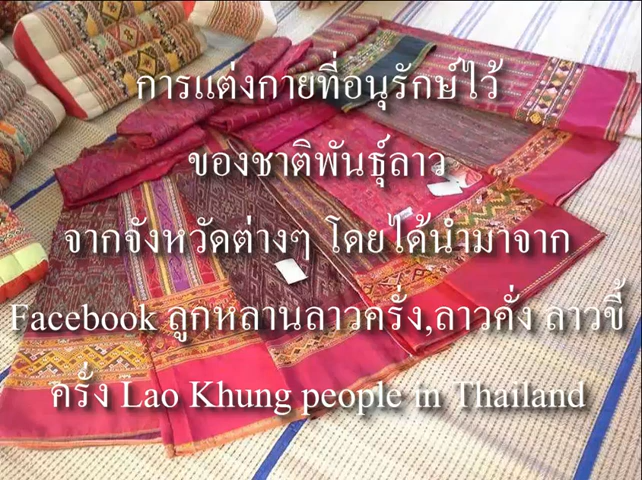 การแต่งกายที่อนุรักษ์ไว้
ของชาติพันธุ์ลาว
จากจังหวัดต่างๆ โดยได้นำมาจาก
Facebook ลูกหลานลาวครั่ง,ลาวคั่ง ลาวขี้
ครั่ง Lao Khung people in Thailand